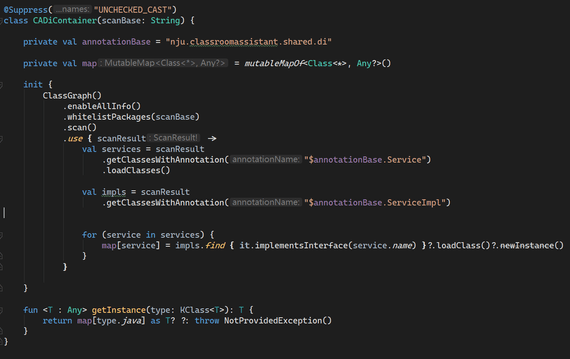 @Suppress( ...names: "UNCHECKED_CAST")
class CADiContainer(scanBase: String) {
private val annotationBase = "nju.classroomassistant.shared.di"
private val map : MutableMap<Class<*>, Any?> = mutableMapOf<Class<*>, Any?>()
init {
ClassGraph()
.enableAllInfo()
.whitelistPackages(scanBase)
.scan()
.use { scanResult : ScanResult! ->
val services = scanResult
.getClassesWithAnnotation( annotationName: "$annotationBase.Service")
.loadClasses()
val impls = scanResult
.getClassesWithAnnotation( annotationName: "$annotationBase.ServiceImpl")
for (service in services) {
map[service] = impls.find { it.implementsInterface(service.name) }?.loadClass()?.newInstance()
}
}
}
fun <T : Any> getInstance(type: KClass<T>): T {
return map[type.java] as T? ?: throw NotProvidedException()
}
}